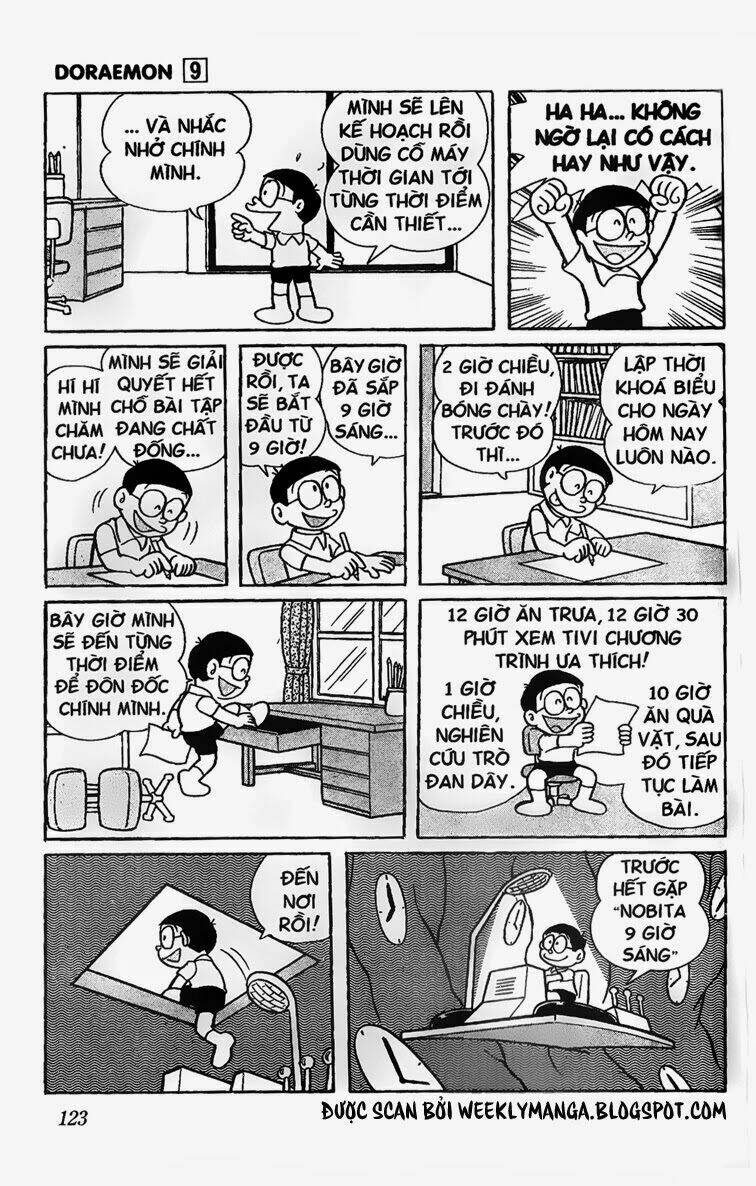 DORAEMON 9
HA HA... KHÔNG
NGỜ LẠI CÓ CÁCH
HAY NHƯ VẬY.
MÌNH SẼ LÊN
KẾ HOẠCH RỒI
DÙNG CỖ MÁY
THỜI GIAN TỚI
TỪNG THỜI ĐIỂM
CẦN THIẾT...
... VÀ NHẮC
NHỞ CHÍNH
MÌNH.
LẬP THỜI
KHOÁ BIỂU
CHO NGÀY
HÔM NAY
LUÔN NÀO.
2 GIỜ CHIỀU,
ĐI ĐÁNH
BÓNG CHÀY!
TRƯỚC ĐÓ
THÌ...
BÂY GIỜ
ĐÃ SẮP
9 GIỜ
SÁNG...
ĐƯỢC
RỒI, TA
SẼ BẮT
ĐẦU TỪ
9 GIỜ!
MÌNH SẼ GIẢI
QUYẾT HẾT
CHỖ BÀI TẬP
ĐANG CHẤT
ĐỐNG...
HÍ HÍ
MÌNH
CHĂM
CHƯA!
10 GIỜ
ĂN QUÀ
VẶT, SAU
ĐÓ TIẾP
TỤC LÀM
BÀI.
12 GIỜ ĂN TRƯA, 12 GIỜ 30
PHÚT XEM TIVI CHƯƠNG
TRÌNH ƯA THÍCH!
1 GIỜ
CHIỀU,
NGHIÊN
CỨU TRÒ
ĐAN DÂY.
BÂY GIỜ MÌNH
SẼ ĐẾN TỪNG
THỜI ĐIỂM
ĐỂ ĐÔN ĐỐC
CHÍNH MÌNH.
TRƯỚC
HẾT GẶP
"NOBITA
9 GIỜ
SÁNG"
ĐẾN
NƠI
RỒI!
123
ĐƯỢC SCAN BỞI WEEKLYMANGA.BLOGSPOT.COM